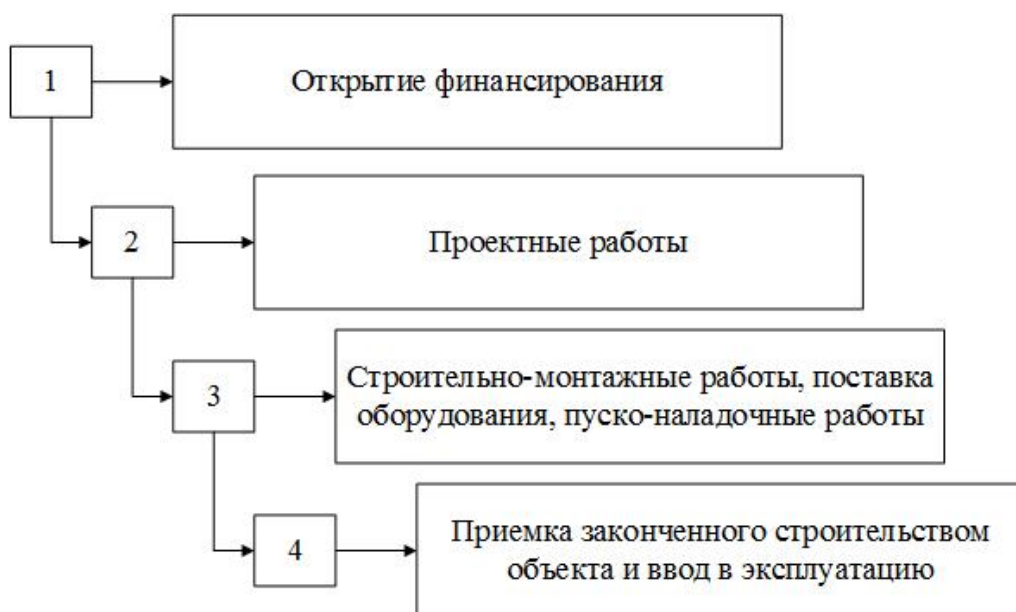 1
Открытие финансирования
2
Проектные работы
3
Строительно-монтажные работы, поставка
оборудования, пуско-наладочные работы
4
Приемка законченного строительством
объекта и ввод в эксплуатацию